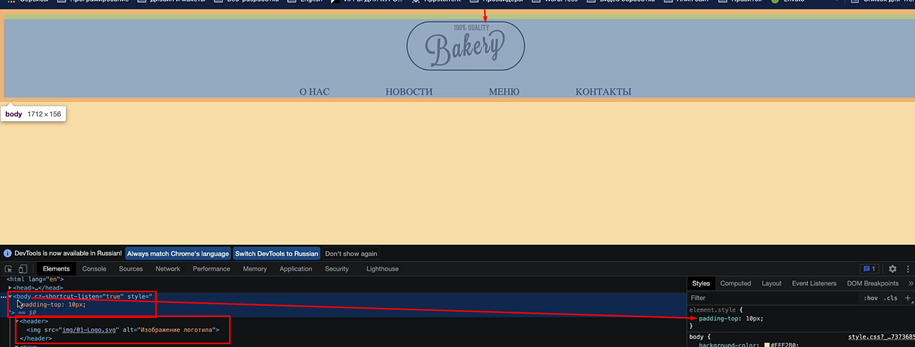 100% QUALITY
Bakery
О НАС НОВОСТИ МЕНЮ КОНТАКТЫ
body 1712 × 156
DevTools is now available in Russian! Always match Chrome's language Switch DevTools to Russian Don't show again
Elements Console Sources Network Performance Memory Application Security Lighthouse 1
<html lang="en">
<head>…</head>
<body cz-shortcut-listen="true" style="
padding-top: 10px;
"> == $0
<header>
<img src="img/01-Logo.svg" alt="Изображение логотипа">
</header>
Styles Computed Layout Event Listeners DOM Breakpoints »
Filter :hov .cls +
element.style {
padding-top: 10px;
}
body { style.css?_…7373685
background-color: #FFE2B0;